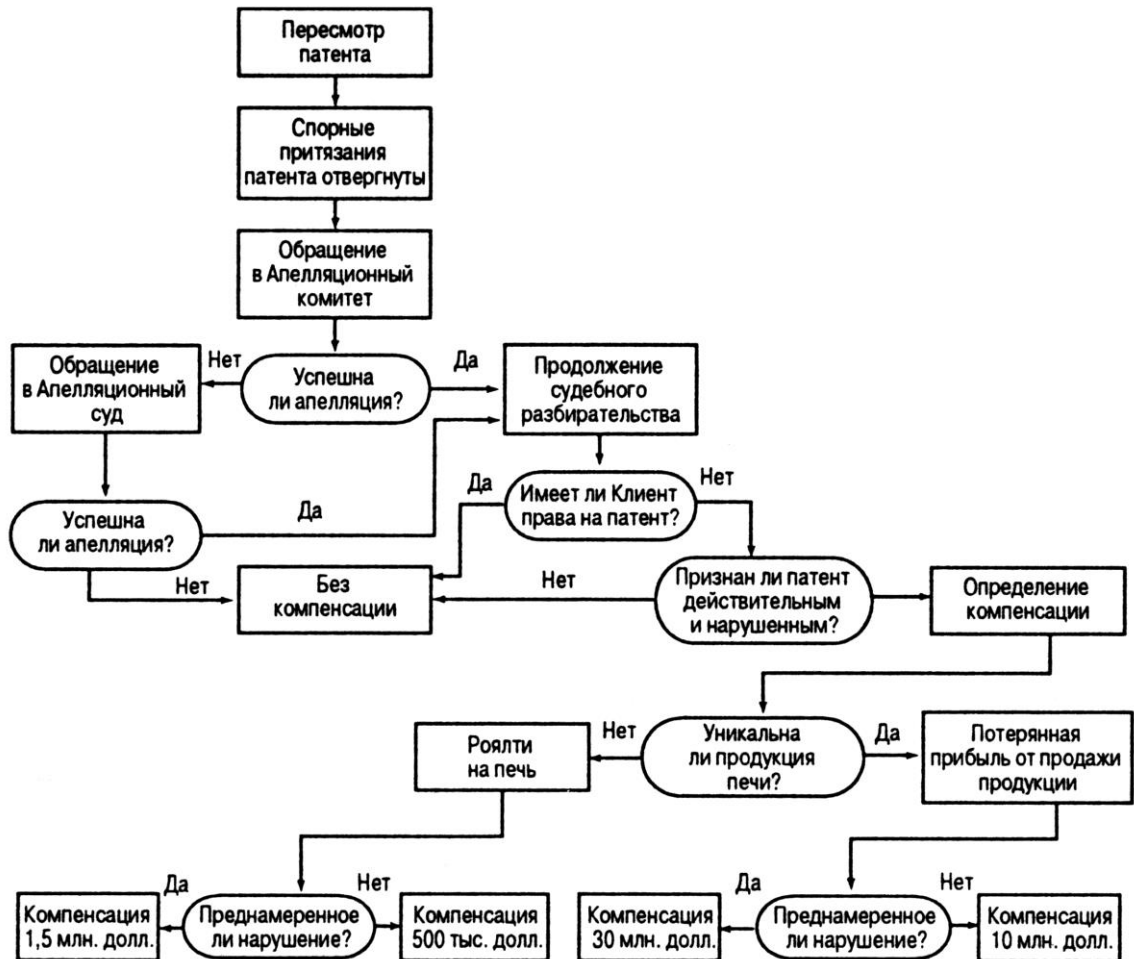 Пересмотр
патента
Спорные
притязания
патента отвергнуты
Обращение
в Апелляционный
комитет
Обращение
в Апелляционный
суд
Нет
Успешна
ли апелляция?
Да
Продолжение
судебного
разбирательства
Успешна
ли апелляция?
Да
Нет
Да
Имеет ли Клиент
права на патент?
Нет
Без
компенсации
Нет
Признан ли патент
действительным
и нарушенным?
Определение
компенсации
Роялти
на печь
Нет
Уникальна
ли продукция
печи?
Да
Потерянная
прибыль от продажи
продукции
Компенсация
1,5 млн. долл.
Да
Преднамеренное
ли нарушение?
Нет
Компенсация
500 тыс. долл.
Компенсация
30 млн. долл.
Да
Преднамеренное
ли нарушение?
Нет
Компенсация
10 млн. долл.